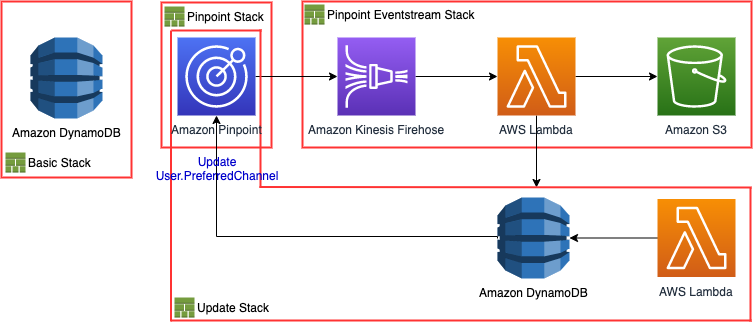 Pinpoint Stack
Pinpoint Eventstream Stack
Amazon DynamoDB
Basic Stack
Amazon Pinpoint
Amazon Kinesis Firehose
AWS Lambda
Amazon S3
Update
User.PreferredChannel
Amazon DynamoDB
AWS Lambda
Update Stack